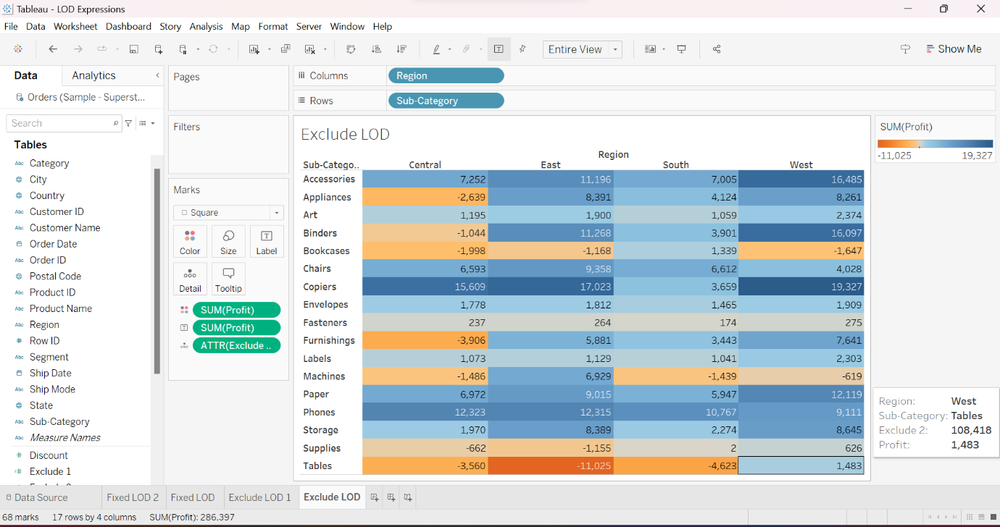 Tableau - LOD Expressions
File Data Worksheet Dashboard Story Analysis Map Format Server Window Help
Entire View
Show Me
Data Analytics
Pages
Columns Region
Orders (Sample - Superst...
Rows Sub-Category
Search
Filters
Exclude LOD
SUM(Profit)
-11,025 19,327
Tables
Region
Sub-Catego.. Central East South West
Accessories 7,252 11,196 7,005 16,485
Appliances -2,639 8,391 4,124 8,261
Art 1,195 1,900 1,059 2,374
Binders -1,044 11,268 3,901 16,097
Bookcases -1,998 -1,168 1,339 -1,647
Chairs 6,593 9,358 6,612 4,028
Copiers 15,609 17,023 3,659 19,327
Envelopes 1,778 1,812 1,465 1,909
Fasteners 237 264 174 275
Furnishings -3,906 5,881 3,443 7,641
Labels 1,073 1,129 1,041 2,303
Machines -1,486 6,929 -1,439 -619
Paper 6,972 9,015 5,947 12,119
Phones 12,323 12,315 10,767 9,111
Storage 1,970 8,389 2,274 8,645
Supplies -662 -1,155 2 626
Tables -3,560 -11,025 -4,623 1,483
Abc Category
City
Country
Abc Customer ID
Abc Customer Name
Order Date
Abc Order ID
Postal Code
Abc Product ID
Abc Product Name
Abc Region
# Row ID
Abc Segment
Ship Date
Abc Ship Mode
State
Abc Sub-Category
Abc Measure Names
# Discount
=# Exclude 1
Marks
Square
Color Size Label
Detail Tooltip
SUM(Profit)
SUM(Profit)
ATTR(Exclude ..
Region: West
Sub-Category: Tables
Exclude 2: 108,418
Profit: 1,483
Data Source Fixed LOD 2 Fixed LOD Exclude LOD 1 Exclude LOD
68 marks 17 rows by 4 columns SUM(Profit): 286,397